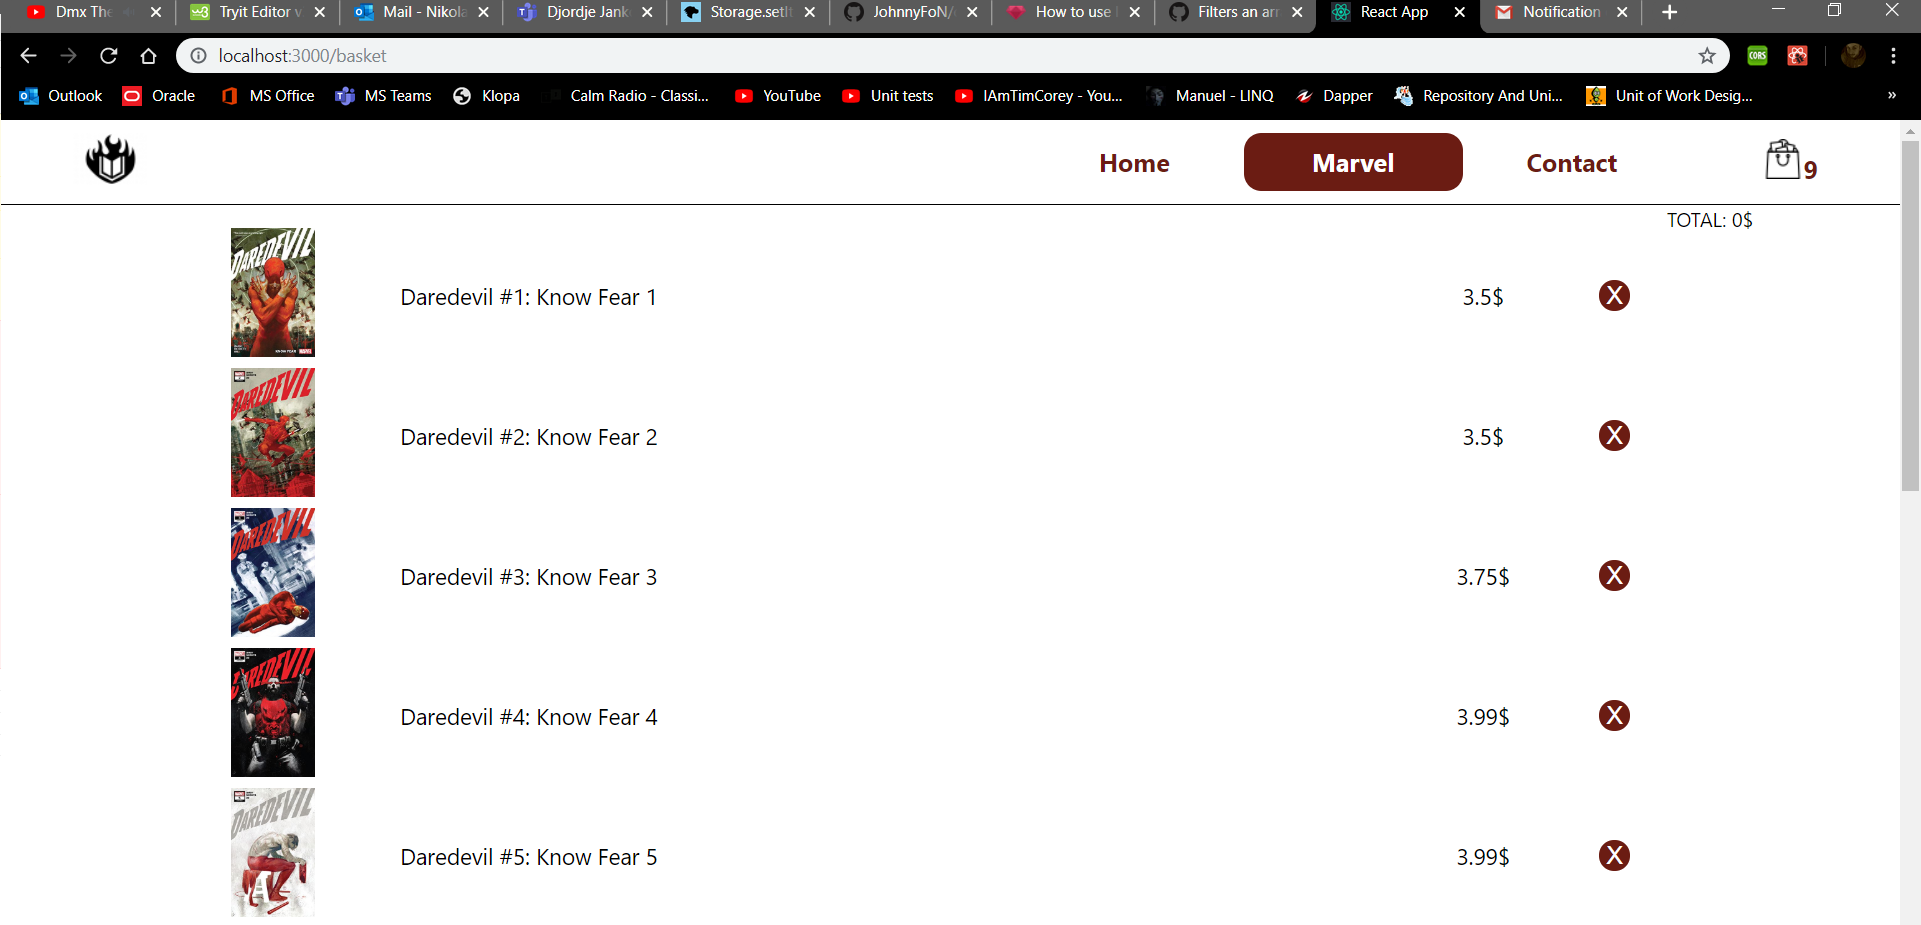 Dmx The
Tryit Editor v
Mail - Nikola
Djordje Jank
Storage.setIt
JohnnyFoN/
How to use
Filters an arr
React App
Notification
localhost:3000/basket
Outlook
Oracle
MS Office
MS Teams
Klopa
Calm Radio - Classi...
YouTube
Unit tests
IAmTimCorey - You...
Manuel - LINQ
Dapper
Repository And Uni...
Unit of Work Desig...
»
Home
Marvel
Contact
9
TOTAL: 0$
DAREDEVIL
KNOW FEAR
Daredevil #1: Know Fear 1
3.5$
X
DAREDEVIL
Daredevil #2: Know Fear 2
3.5$
X
DAREDEVIL
Daredevil #3: Know Fear 3
3.75$
X
DAREDEVIL
Daredevil #4: Know Fear 4
3.99$
X
DAREDEVIL
Daredevil #5: Know Fear 5
3.99$
X